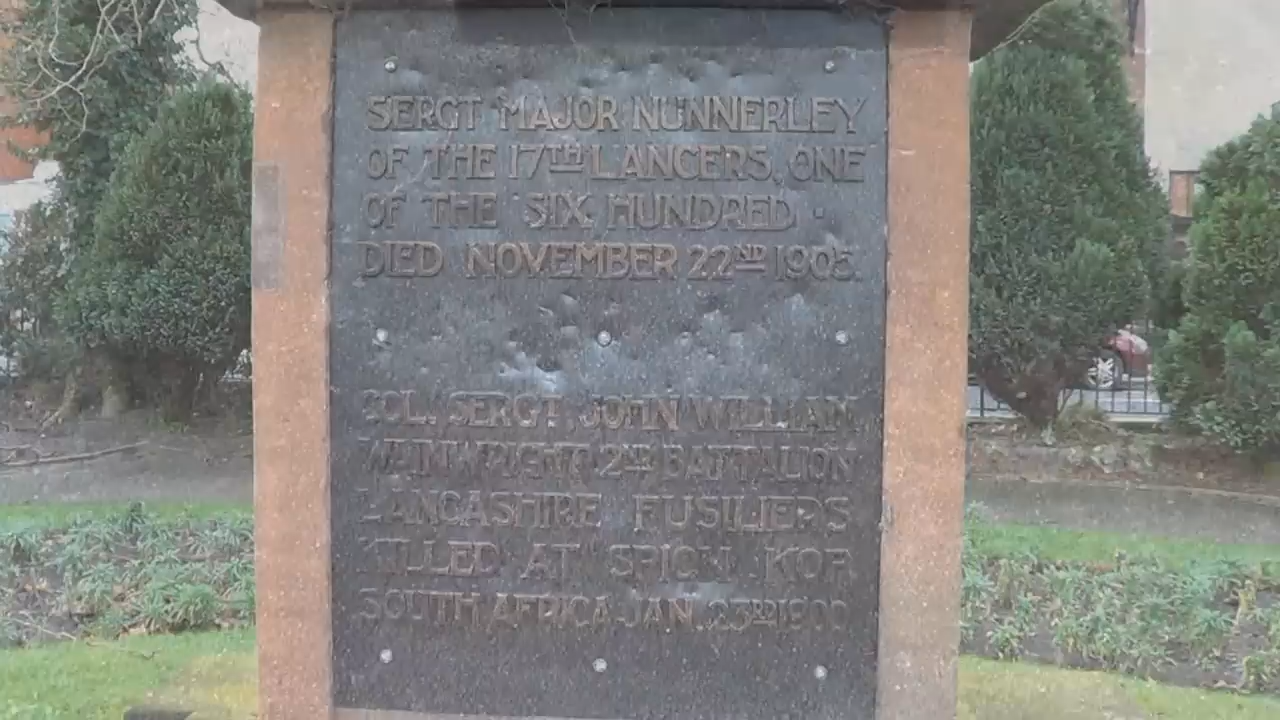 SERGT MAJOR NUNNERLEY
OF THE 17TH LANCERS, ONE
OF THE SIX HUNDRED
DIED NOVEMBER 22ND 1905.
COL. SERGT JOHN WILLIAM
WAINWRIGHT, 2ND BATTALION
LANCASHIRE FUSILIERS
KILLED AT SPION KOP
SOUTH AFRICA JAN. 23RD 1900